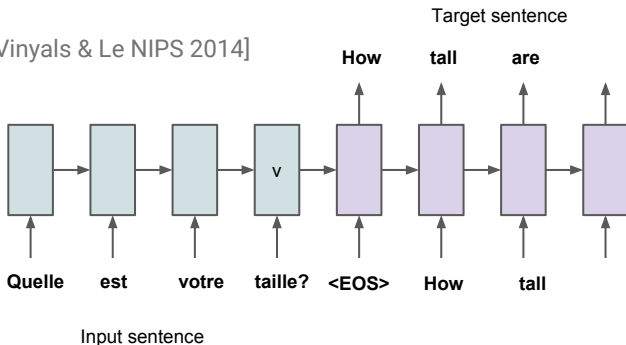 Target sentence
Vinyals & Le NIPS 2014]
How tall are
v
Quelle est votre taille? <EOS> How tall
Input sentence